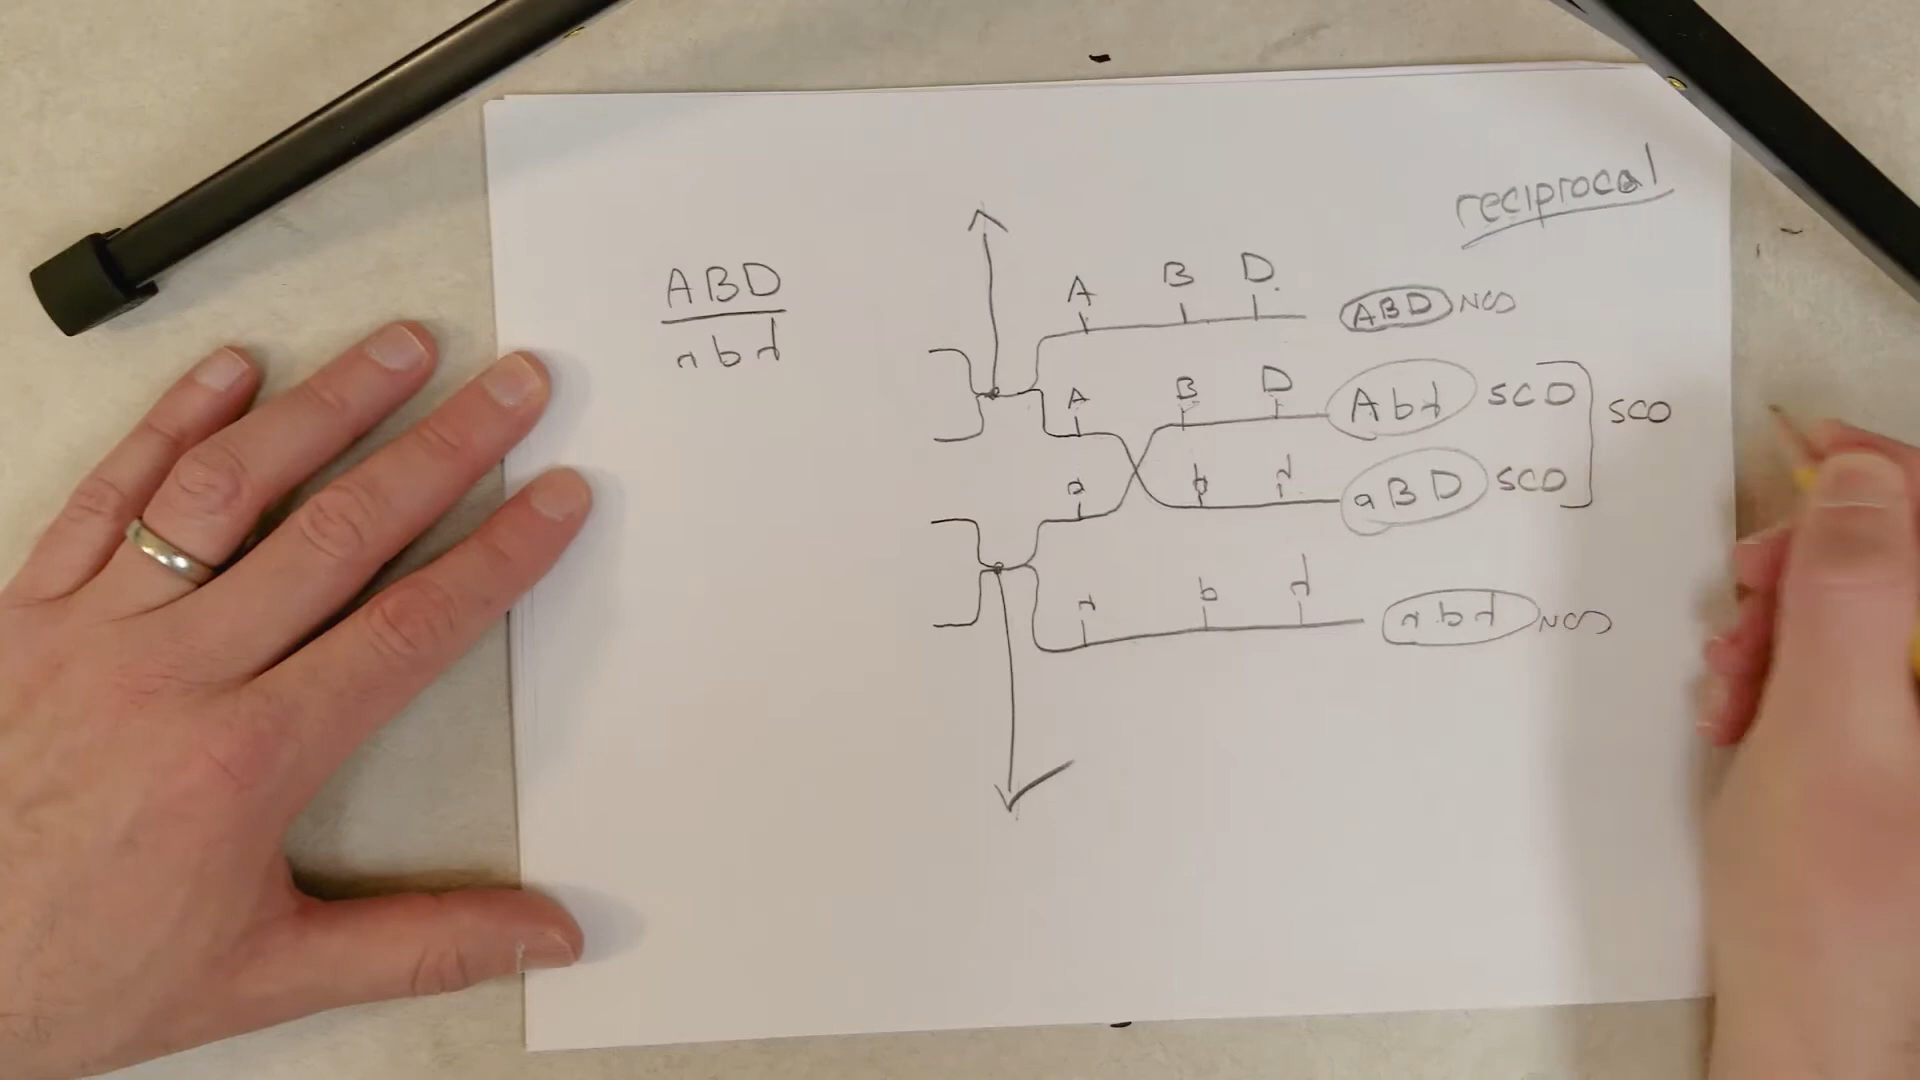 reciprocal
ABD
abd
A B D
ABD NCO
A B D
Abd SCO
SCO
a b d
aBD SCO
a b d
abd NCO